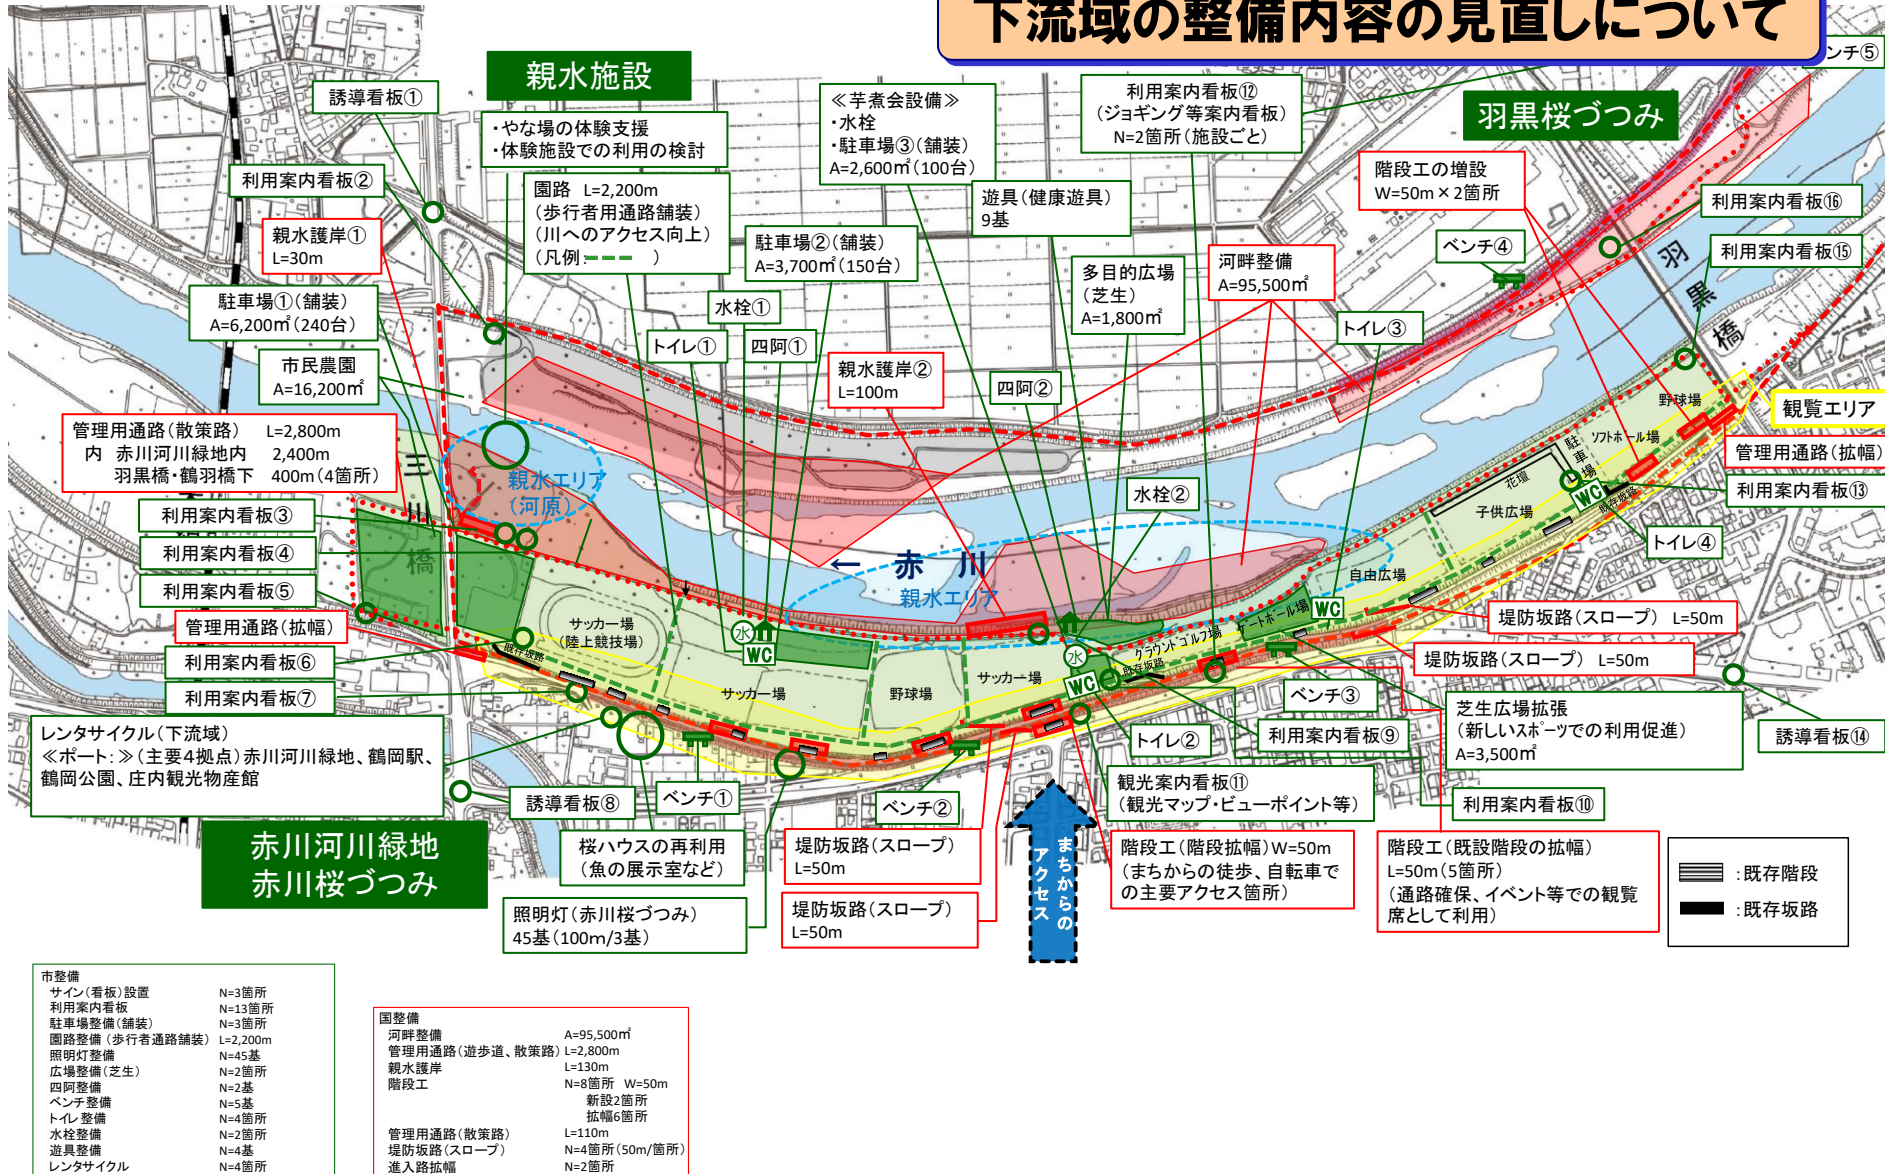 下流域の整備内容の見直しについて
ンチ⑤
親水施設
誘導看板①
・やな場の体験支援
・体験施設での利用の検討
≪芋煮会設備≫
・水栓
・駐車場③(舗装)
A=2,600㎡(100台)
利用案内看板⑫
(ジョギング等案内看板)
N=2箇所(施設ごと)
羽黒桜づつみ
利用案内看板②
園路 L=2,200m
(歩行者用通路舗装)
(川へのアクセス向上)
(凡例: )
遊具(健康遊具)
9基
階段工の増設
W=50m×2箇所
利用案内看板⑯
親水護岸①
L=30m
駐車場②(舗装)
A=3,700㎡(150台)
ベンチ④
利用案内看板⑮
河畔整備
A=95,500㎡
多目的広場
(芝生)
A=1,800㎡
羽黒橋
駐車場①(舗装)
A=6,200㎡(240台)
水栓①
トイレ①
四阿①
トイレ③
市民農園
A=16,200㎡
親水護岸②
L=100m
四阿②
野球場
観覧エリア
管理用通路(散策路) L=2,800m
内 赤川河川緑地内 2,400m
羽黒橋・鶴羽橋下 400m(4箇所)
三川橋
ソフトボール場
駐車場
管理用通路(拡幅)
親水エリア
(河原)
花壇
WC
既存坂路
利用案内看板⑬
水栓②
子供広場
利用案内看板③
トイレ④
利用案内看板④
← 赤川
親水エリア
自由広場
利用案内看板⑤
ゲートボール場
WC
堤防坂路(スロープ) L=50m
管理用通路(拡幅)
サッカー場
(陸上競技場)
水
WC
グラウンドゴルフ場
既存坂路
利用案内看板⑥
既存坂路
水
WC
堤防坂路(スロープ) L=50m
利用案内看板⑦
サッカー場
野球場
サッカー場
ベンチ③
芝生広場拡張
(新しいスポーツでの利用促進)
A=3,500㎡
レンタサイクル(下流域)
≪ポート:≫(主要4拠点)赤川河川緑地、鶴岡駅、
鶴岡公園、庄内観光物産館
トイレ②
利用案内看板⑨
誘導看板⑭
誘導看板⑧
ベンチ①
ベンチ②
観光案内看板⑪
(観光マップ・ビューポイント等)
利用案内看板⑩
赤川河川緑地
赤川桜づつみ
桜ハウスの再利用
(魚の展示室など)
堤防坂路(スロープ)
L=50m
まちからの
アクセス
階段工(階段拡幅)W=50m
(まちからの徒歩、自転車で
の主要アクセス箇所)
階段工(既設階段の拡幅)
L=50m(5箇所)
(通路確保、イベント等での観覧
席として利用)
:既存階段
:既存坂路
照明灯(赤川桜づつみ)
45基(100m/3基)
堤防坂路(スロープ)
L=50m
市整備
サイン(看板)設置 N=3箇所
利用案内看板 N=13箇所
駐車場整備(舗装) N=3箇所
園路整備(歩行者通路舗装) L=2,200m
照明灯整備 N=45基
広場整備(芝生) N=2箇所
四阿整備 N=2基
ベンチ整備 N=5基
トイレ整備 N=4箇所
水栓整備 N=2箇所
遊具整備 N=4基
レンタサイクル N=4箇所
国整備
河畔整備 A=95,500㎡
管理用通路(遊歩道、散策路) L=2,800m
親水護岸 L=130m
階段工 N=8箇所 W=50m
新設2箇所
拡幅6箇所
管理用通路(散策路) L=110m
堤防坂路(スロープ) N=4箇所(50m/箇所)
進入路拡幅 N=2箇所